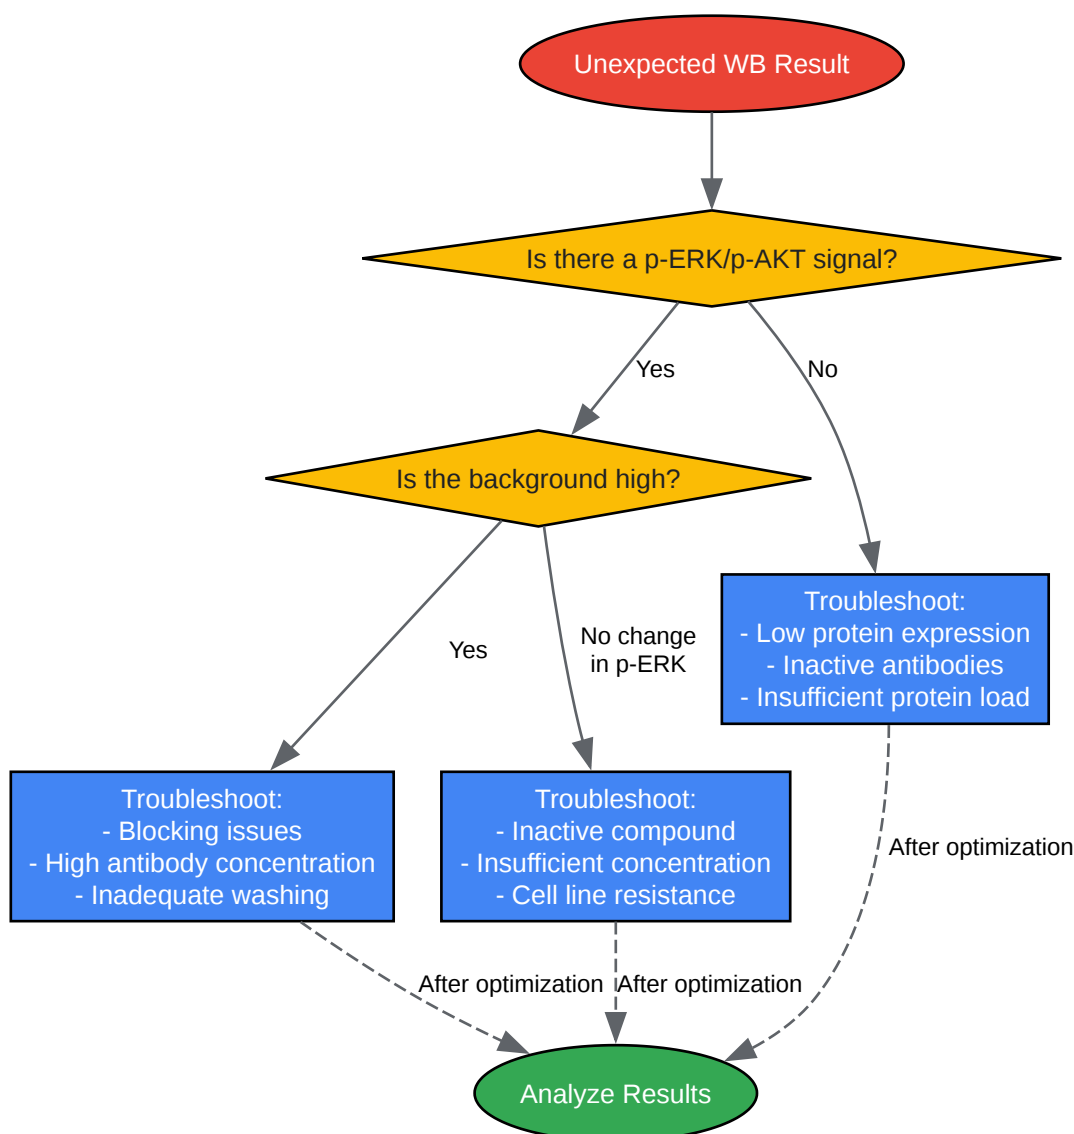 Unexpected WB Result
Is there a p-ERK/p-AKT signal?
Yes
No
Is the background high?
Yes
No change
in p-ERK
Troubleshoot:
- Low protein expression
- Inactive antibodies
- Insufficient protein load
Troubleshoot:
- Blocking issues
- High antibody concentration
- Inadequate washing
Troubleshoot:
- Inactive compound
- Insufficient concentration
- Cell line resistance
After optimization
After optimization
After optimization
Analyze Results